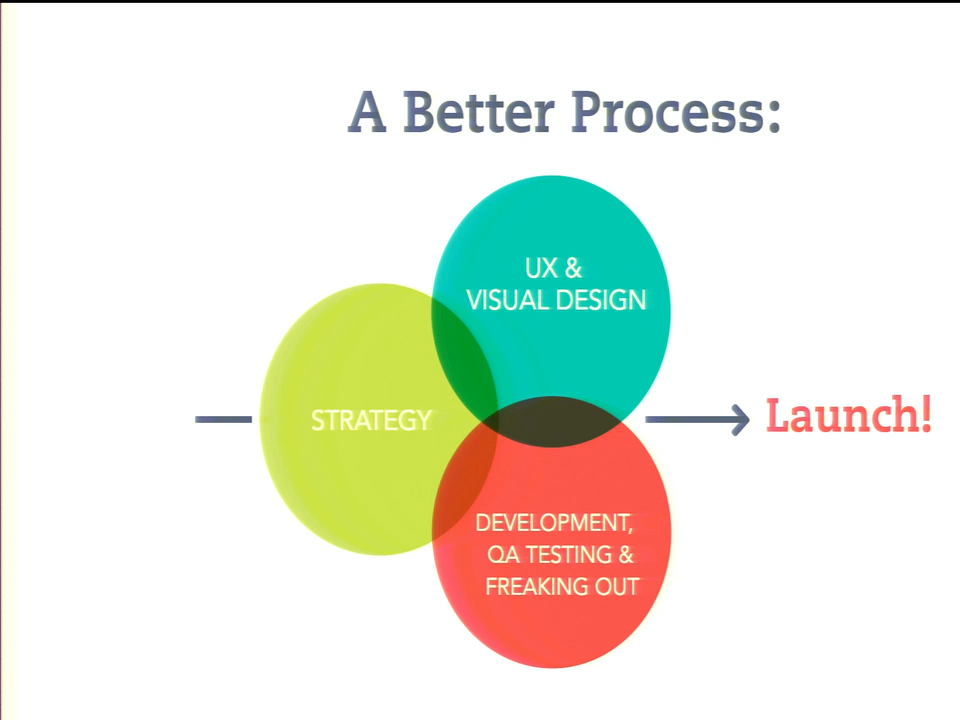 A Better Process:
UX &
VISUAL DESIGN
STRATEGY
Launch!
DEVELOPMENT,
QA TESTING &
FREAKING OUT